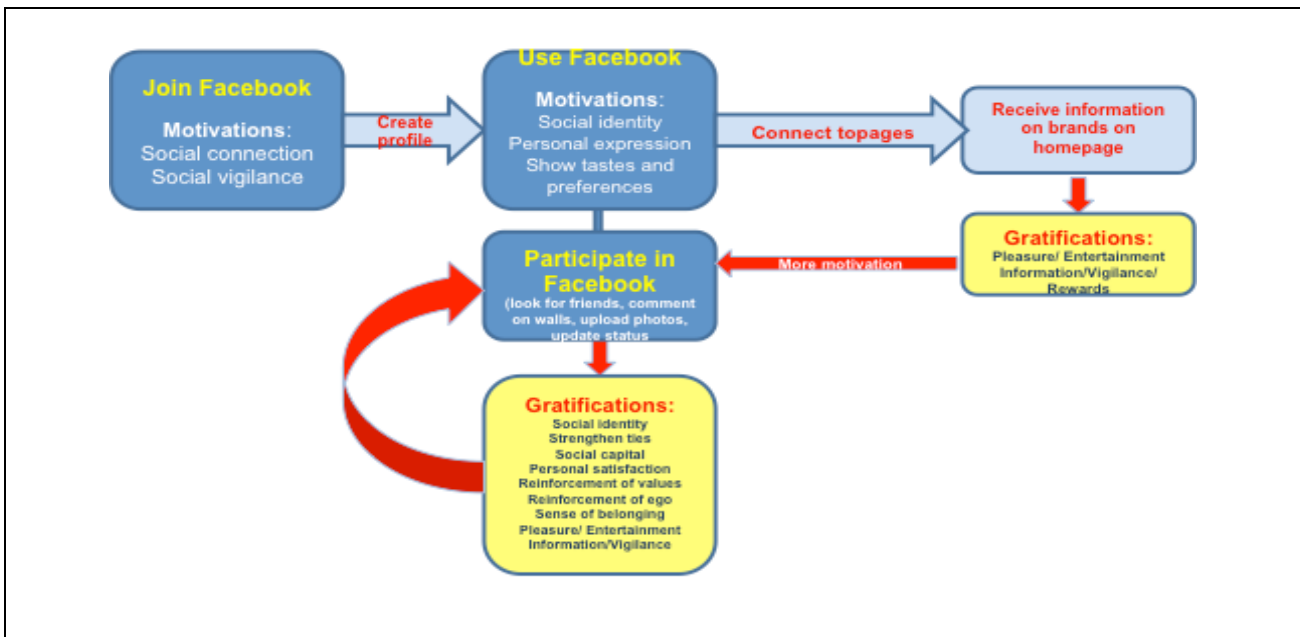 Join Facebook
Motivations:
Social connection
Social vigilance
Create
profile
Use Facebook
Motivations:
Social identity
Personal expression
Show tastes and
preferences
Connect topages
Receive information
on brands on
homepage
Gratifications:
Pleasure/ Entertainment
Information/Vigilance/
Rewards
More motivation
Participate in
Facebook
(look for friends, comment
on walls, upload photos,
update status
Gratifications:
Social identity
Strengthen ties
Social capital
Personal satisfaction
Reinforcement of values
Reinforcement of ego
Sense of belonging
Pleasure/ Entertainment
Information/Vigilance